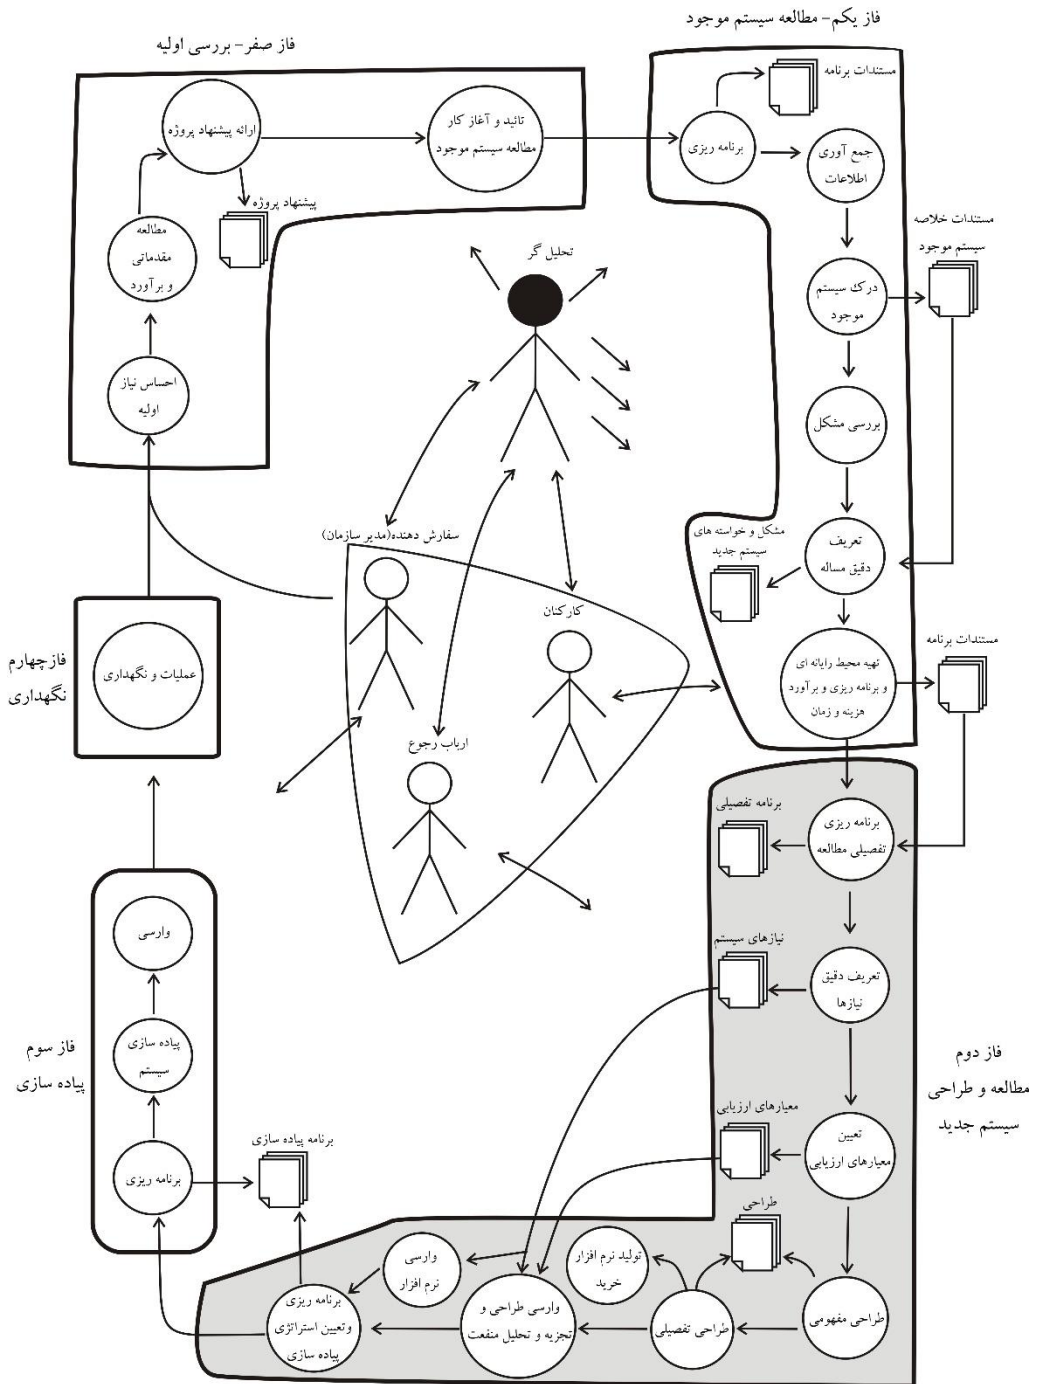 فاز یکم- مطالعه سیستم موجود
فاز صفر- بررسی اولیه
مستندات برنامه
برنامه ریزی
جمع آوری
اطلاعات
مستندات خلاصه
سیستم موجود
درک سیستم
موجود
بررسی مشکل
تعریف
دقیق مساله
مشکل و خواسته های
سیستم جدید
تهیه محیط رایانه ای
و برنامه ریزی و برآورد
هزینه و زمان
مستندات برنامه
تائید و آغاز کار
مطالعه سیستم موجود
ارائه پیشنهاد پروژه
پیشنهاد پروژه
مطالعه
مقدماتی
و برآورد
احساس نیاز
اولیه
تحلیل گر
سفارش دهنده(مدیر سازمان)
کارکنان
ارباب رجوع
فازچهارم
نگهداری
عملیات و نگهداری
فاز دوم
مطالعه و طراحی
سیستم جدید
برنامه ریزی
تفصیلی مطالعه
برنامه تفصیلی
تعریف دقیق
نیازها
نیازهای سیستم
تعیین
معیارهای ارزیابی
معیارهای ارزیابی
طراحی
طراحی مفهومی
طراحی تفصیلی
تولید نرم افزار
خرید
وارسی طراحی و
تجزیه و تحلیل منفعت
وارسی
نرم افزار
برنامه ریزی
وتعیین استراتژی
پیاده سازی
برنامه پیاده سازی
فاز سوم
پیاده سازی
وارسی
پیاده سازی
سیستم
برنامه ریزی